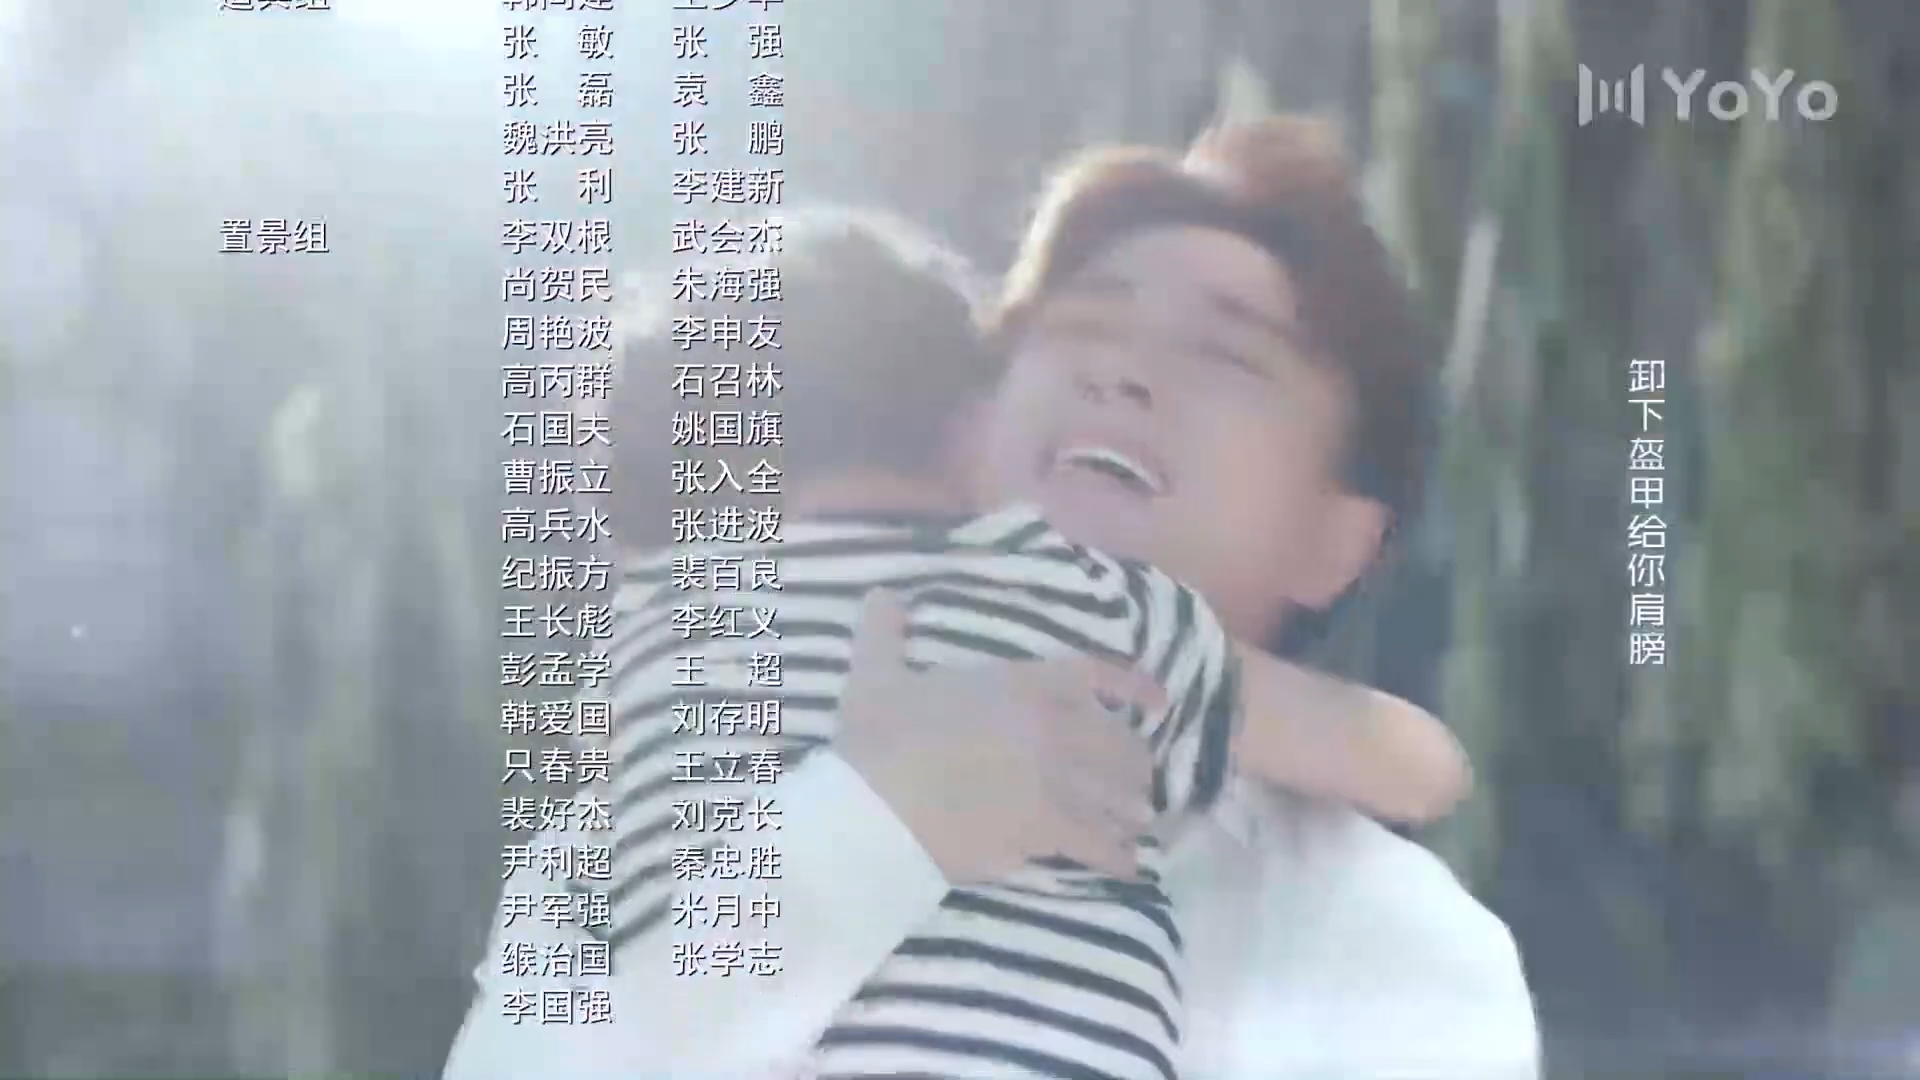 张 敏 张 强
张 磊 袁 鑫
魏洪亮 张 鹏
张 利 李建新
置景组 李双根 武会杰
尚贺民 朱海强
周艳波 李申友
高丙群 石召林
石国夫 姚国旗
曹振立 张入全
高兵水 张进波
纪振方 裴百良
王长彪 李红义
彭孟学 王 超
韩爱国 刘存明
只春贵 王立春
裴好杰 刘克长
尹利超 秦忠胜
尹军强 米月中
缑治国 张学志
李国强
YoYo
卸下盔甲给你肩膀